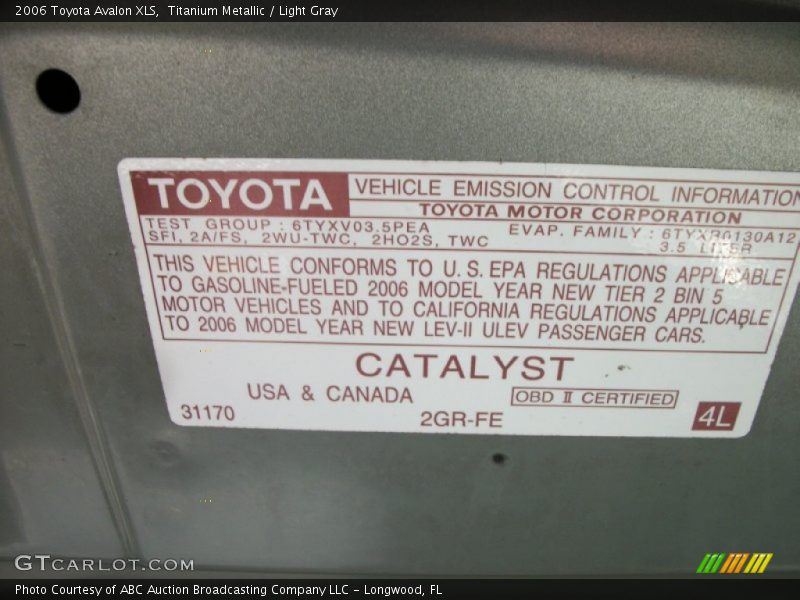 2006 Toyota Avalon XLS,  Titanium Metallic / Light Gray
TOYOTA VEHICLE EMISSION CONTROL INFORMATION
TOYOTA MOTOR CORPORATION
TEST GROUP : 6TYXV03.5PEA EVAP. FAMILY : 6TYXR0130A12
SFI, 2A/FS, 2WU-TWC, 2HO2S, TWC 3.5 LITER
THIS VEHICLE CONFORMS TO U.S. EPA REGULATIONS APPLICABLE
TO GASOLINE-FUELED 2006 MODEL YEAR NEW TIER 2 BIN 5
MOTOR VEHICLES AND TO CALIFORNIA REGULATIONS APPLICABLE
TO 2006 MODEL YEAR NEW LEV-II ULEV PASSENGER CARS.
CATALYST
USA & CANADA OBD II CERTIFIED
31170 2GR-FE 4L
GTCARLOT.COM
Photo Courtesy of ABC Auction Broadcasting Company LLC - Longwood, FL